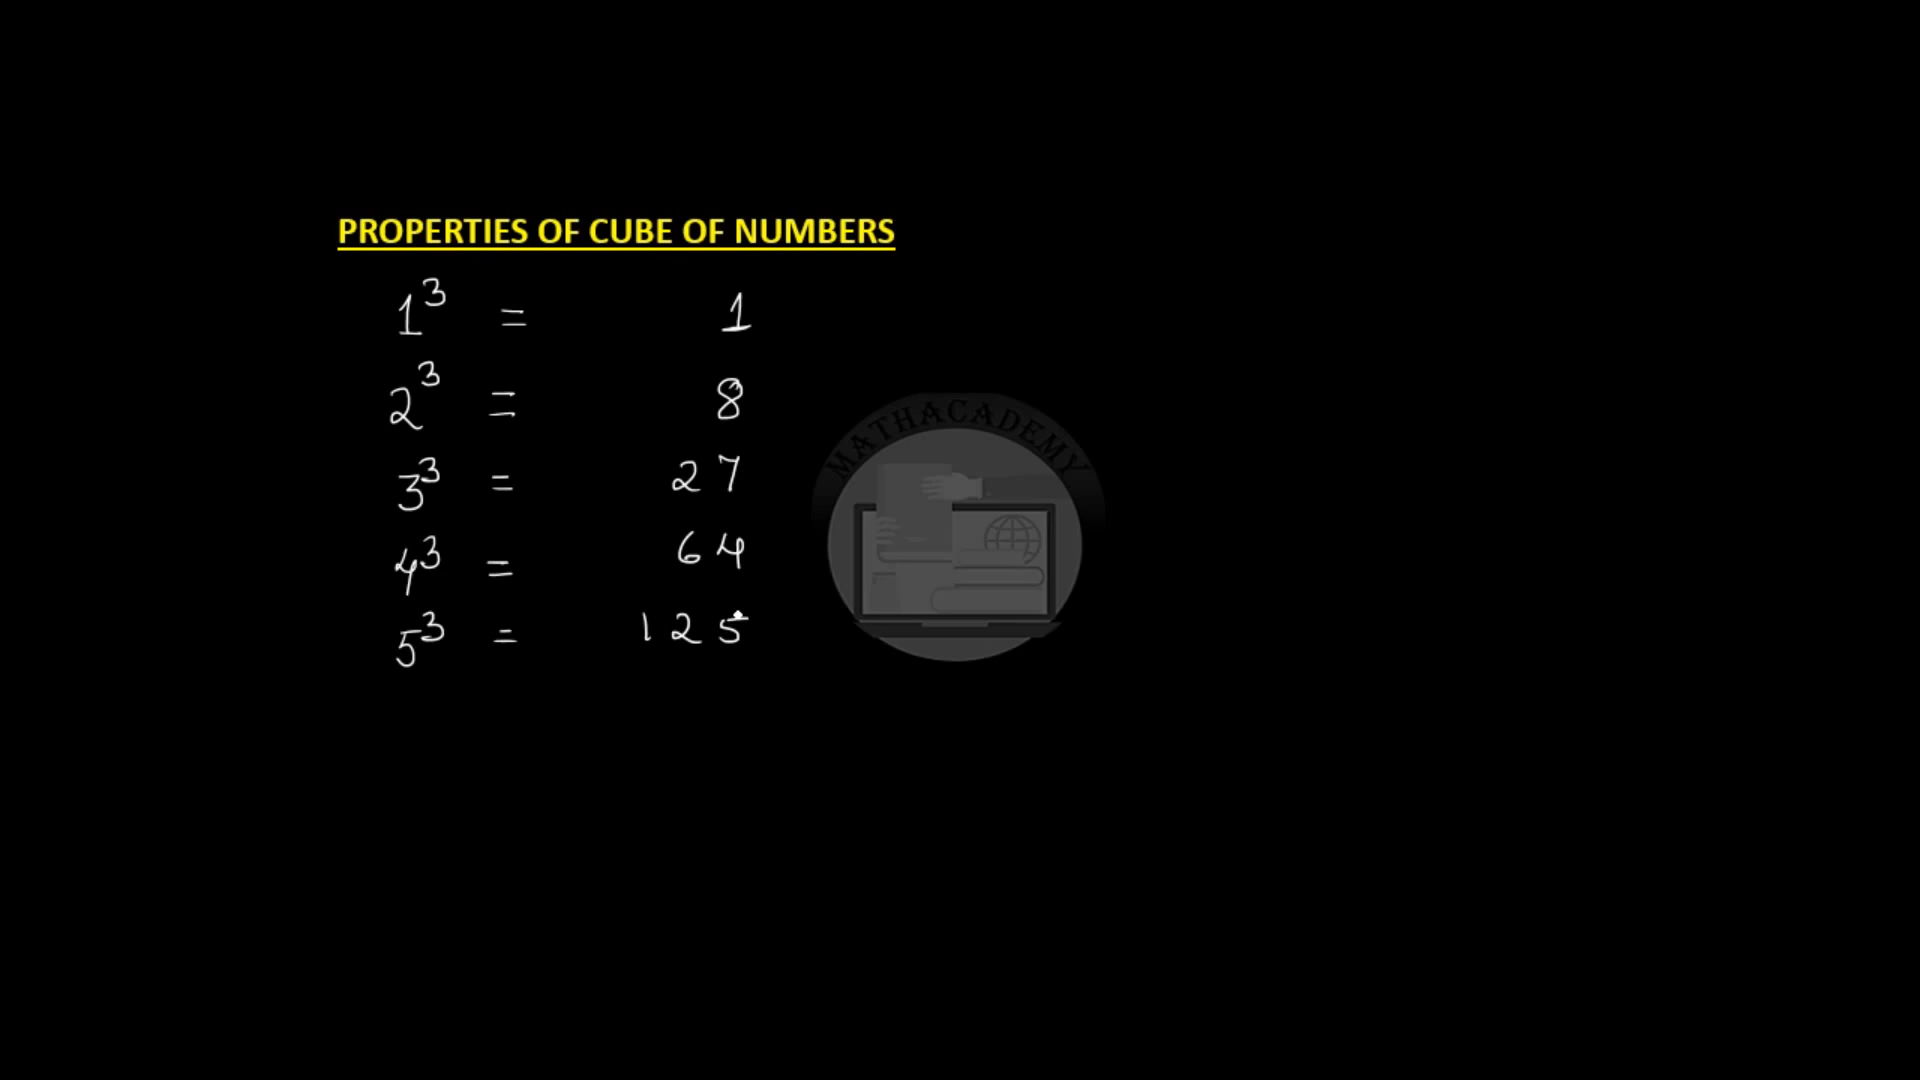 PROPERTIES OF CUBE OF NUMBERS
1³ = 1
2³ = 8
3³ = 27
4³ = 64
5³ = 125
MATHACADEMY